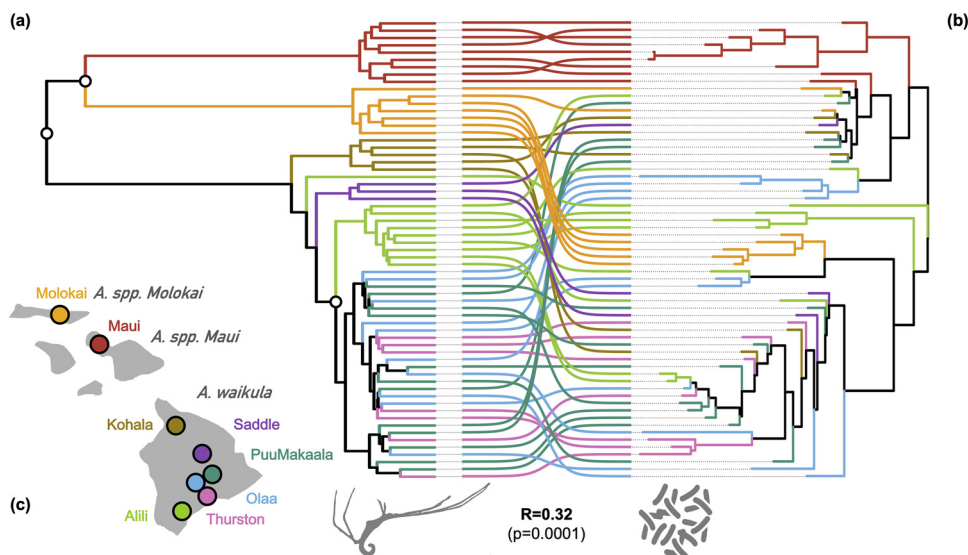 (a)
(b)
Molokai
A. spp. Molokai
Maui
A. spp. Maui
A. waikula
Kohala
Saddle
PuuMakaala
Olaa
(c)
Alili
Thurston
R=0.32
(p=0.0001)